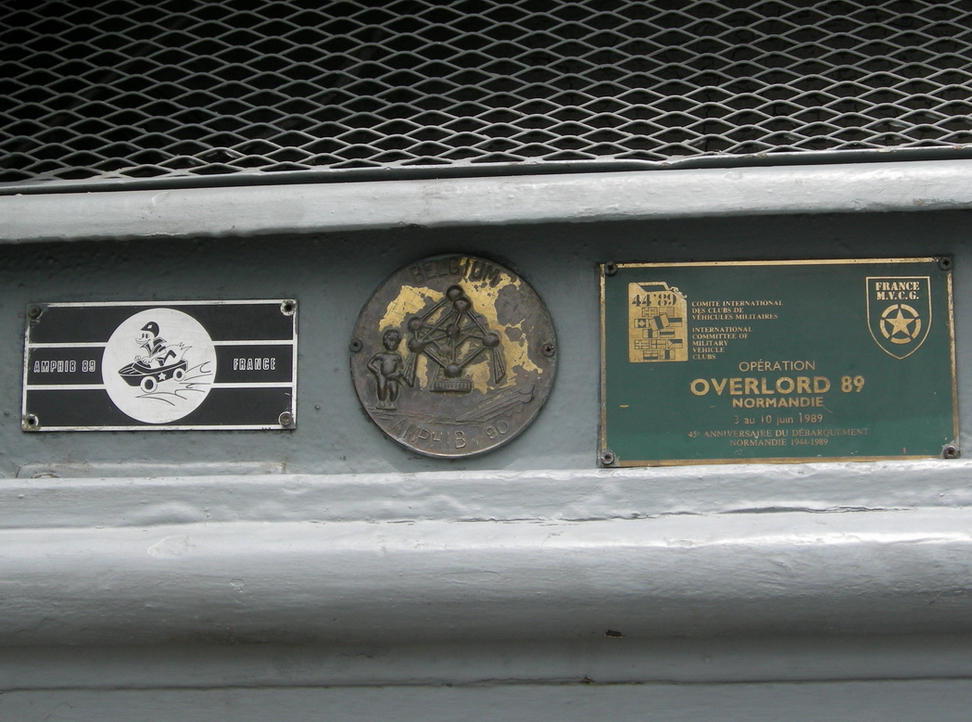 AMPHIB 89
FRANCE
BELGIUM
AMPHIB. 90
44 '89
COMITE INTERNATIONAL
DES CLUBS DE
VÉHICULES MILITAIRES
INTERNATIONAL
COMMITTEE OF
MILITARY
VEHICLE
CLUBS
FRANCE
M.V.C.G.
OPÉRATION
OVERLORD 89
NORMANDIE
3 au 10 juin 1989
45e ANNIVERSAIRE DU DÉBARQUEMENT
NORMANDIE 1944-1989